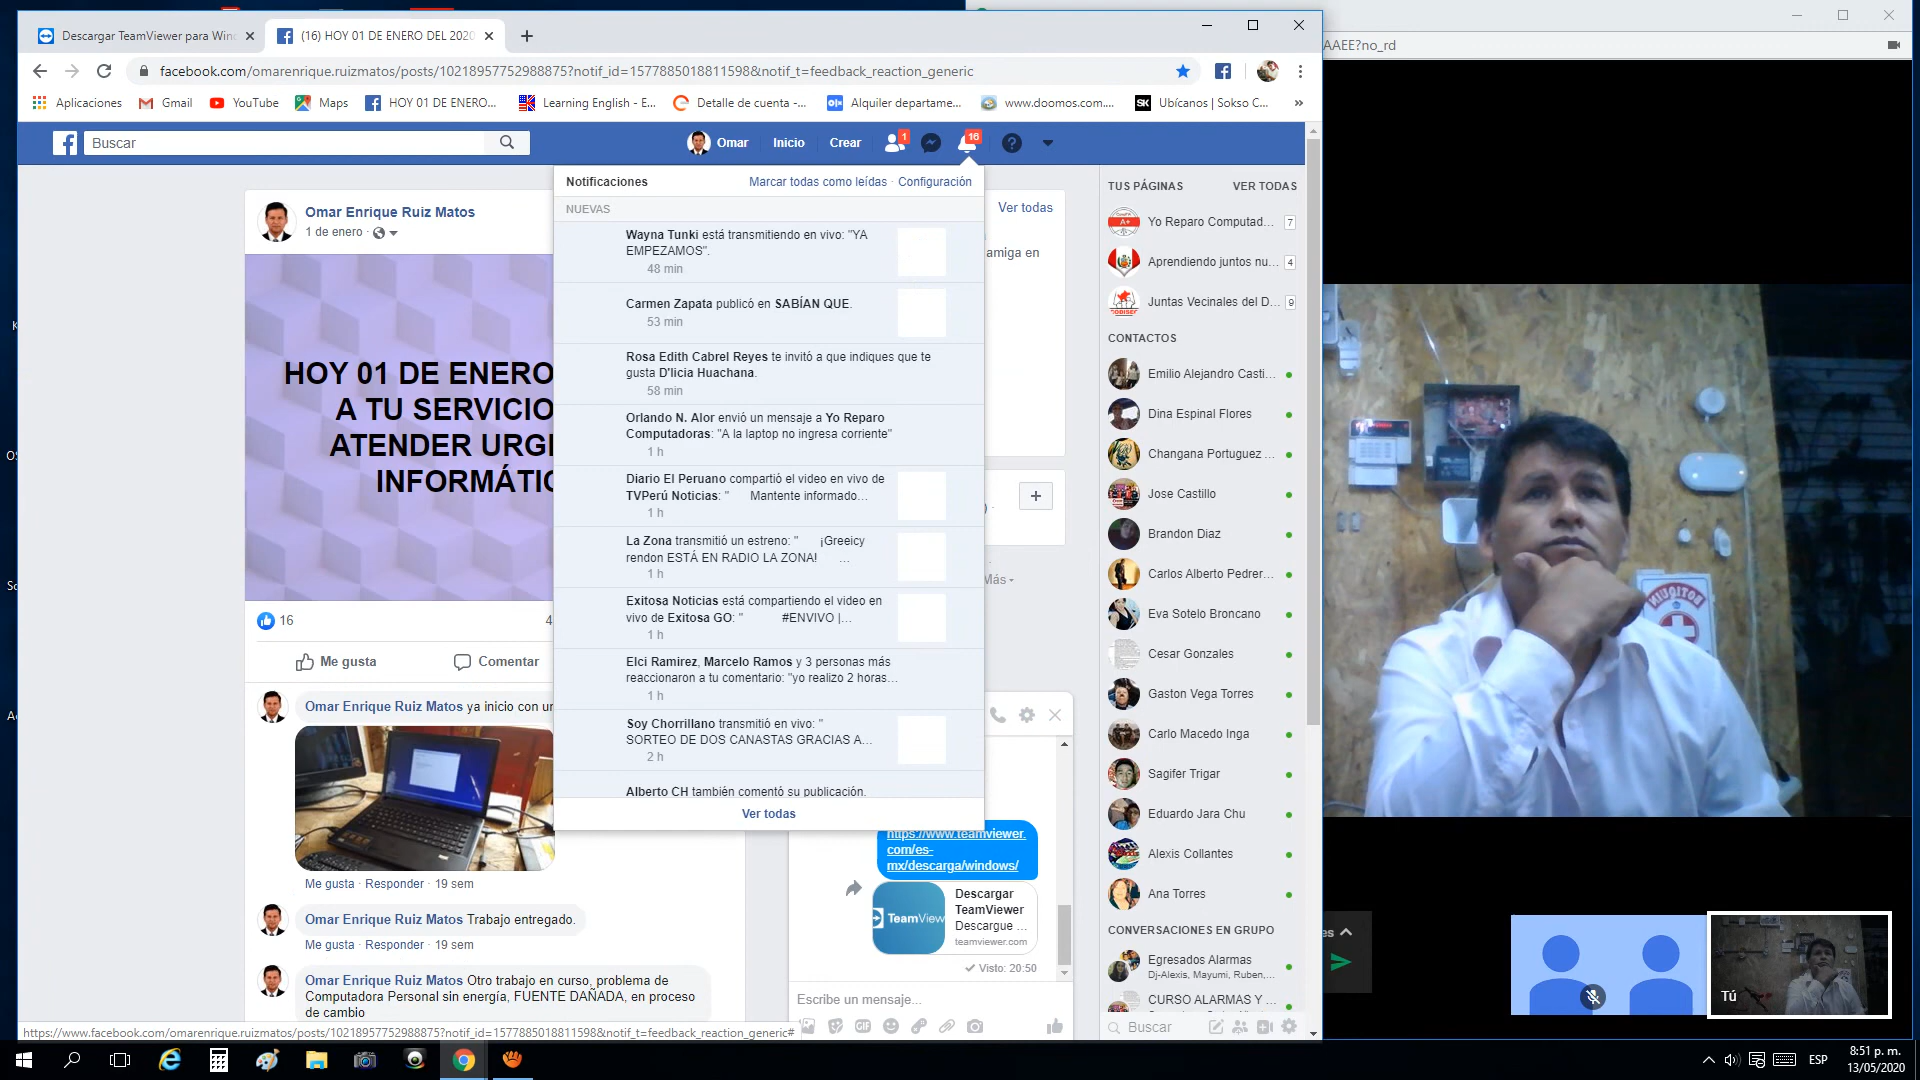 Descargar TeamViewer para Win
(16) HOY 01 DE ENERO DEL 2020
facebook.com/omarenrique.ruizmatos/posts/10218957752988875?notif_id=1577885018811598&notif_t=feedback_reaction_generic
AAEE?no_rd
Aplicaciones
Gmail
YouTube
Maps
HOY 01 DE ENERO...
Learning English - E...
Detalle de cuenta -...
Alquiler departame...
www.doomos.com....
Ubícanos | Sokso C...
»
Buscar
Omar
Inicio
Crear
1
16
Omar Enrique Ruiz Matos
1 de enero ·
HOY 01 DE ENERO
A TU SERVICIO
ATENDER URGE
INFORMÁTIC
16
4
Me gusta
Comentar
Omar Enrique Ruiz Matos ya inicio con un
Me gusta · Responder · 19 sem
Omar Enrique Ruiz Matos Trabajo entregado.
Me gusta · Responder · 19 sem
Omar Enrique Ruiz Matos Otro trabajo en curso, problema de
Computadora Personal sin energía, FUENTE DAÑADA, en proceso
de cambio
https://www.facebook.com/omarenrique.ruizmatos/posts/10218957752988875?notif_id=1577885018811598&notif_t=feedback_reaction_generic#
Notificaciones
Marcar todas como leídas · Configuración
NUEVAS
Wayna Tunki está transmitiendo en vivo: "YA
EMPEZAMOS".
48 min
Carmen Zapata publicó en SABÍAN QUE.
53 min
Rosa Edith Cabrel Reyes te invitó a que indiques que te
gusta D'licia Huachana.
58 min
Orlando N. Alor envió un mensaje a Yo Reparo
Computadoras: "A la laptop no ingresa corriente"
1 h
Diario El Peruano compartió el video en vivo de
TVPerú Noticias: " Mantente informado...
1 h
La Zona transmitió un estreno: " ¡Greeicy
rendon ESTÁ EN RADIO LA ZONA! ...
1 h
Exitosa Noticias está compartiendo el video en
vivo de Exitosa GO: " #ENVIVO |...
1 h
Elci Ramirez, Marcelo Ramos y 3 personas más
reaccionaron a tu comentario: "yo realizo 2 horas...
1 h
Soy Chorrillano transmitió en vivo: "
SORTEO DE DOS CANASTAS GRACIAS A...
2 h
Alberto CH también comentó su publicación.
Ver todas
Ver todas
amiga en
Más
https://www.teamviewer.
com/es-
mx/descarga/windows/
TeamView
Descargar
TeamViewer
Descargue ...
teamviewer.com
Visto: 20:50
Escribe un mensaje...
GIF
TUS PÁGINAS
VER TODAS
Yo Reparo Computad...
7
Aprendiendo juntos nu...
4
Juntas Vecinales del D...
9
CONTACTOS
Emilio Alejandro Casti...
Dina Espinal Flores
Changana Portuguez ...
Jose Castillo
Brandon Diaz
Carlos Alberto Pedrer...
Eva Sotelo Broncano
Cesar Gonzales
Gaston Vega Torres
Carlo Macedo Inga
Sagifer Trigar
Eduardo Jara Chu
Alexis Collantes
Ana Torres
CONVERSACIONES EN GRUPO
Egresados Alarmas
Dj-Alexis, Mayumi, Ruben,...
CURSO ALARMAS Y ...
Buscar
BOTIQUIN
es
Tú
ESP
8:51 p. m.
13/05/2020